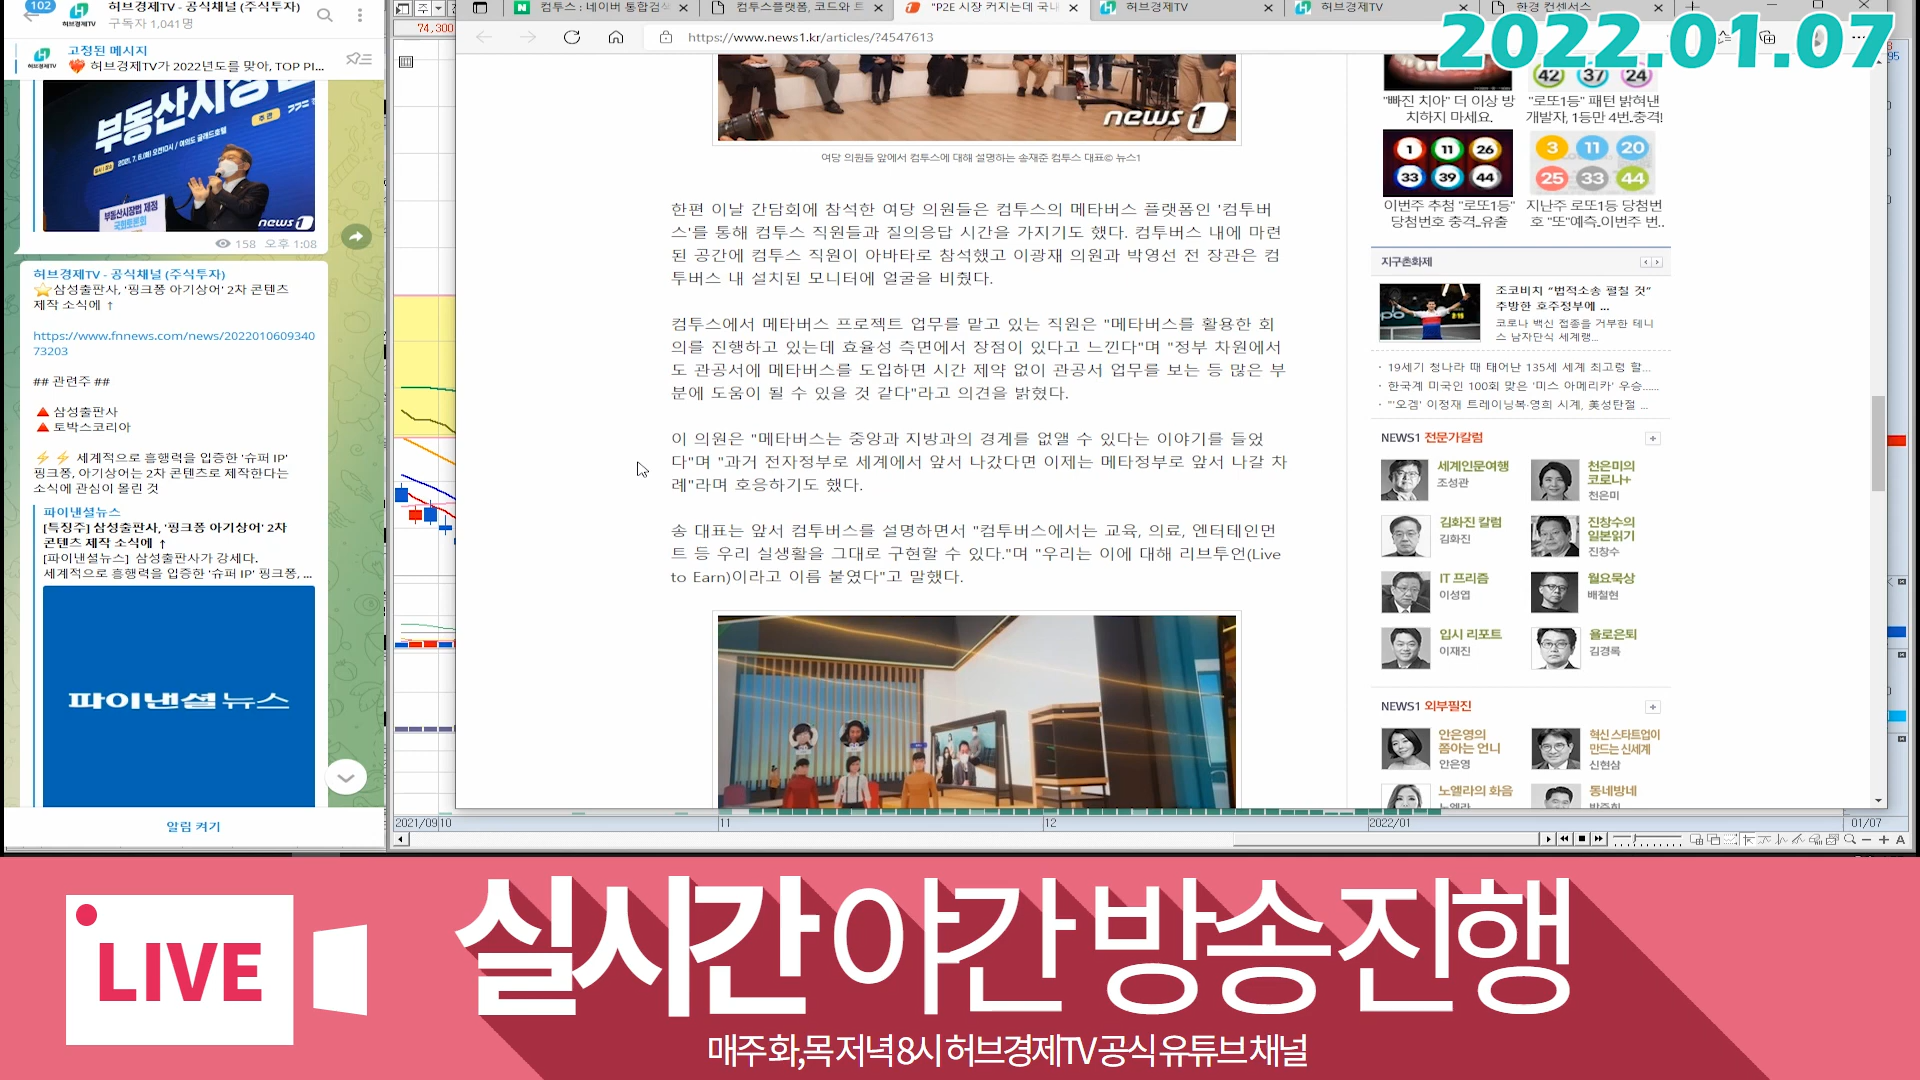 102
허브경제TV - 공식채널 (주식투자)
구독자 1,041명
고정된 메시지
허브경제TV가 2022년도를 맞아, TOP PI...
부동산시장법 제정
국회토론회
news1
158 오후 1:08
허브경제TV - 공식채널 (주식투자)
⭐삼성출판사, '핑크퐁 아기상어' 2차 콘텐츠
제작 소식에 ↑
https://www.fnnews.com/news/2022010609340
73203
## 관련주 ##
🔺삼성출판사
🔺토박스코리아
⚡⚡ 세계적으로 흥행력을 입증한 '슈퍼 IP'
핑크퐁, 아기상어는 2차 콘텐츠로 제작한다는
소식에 관심이 몰린 것
파이낸셜뉴스
[특징주] 삼성출판사, '핑크퐁 아기상어' 2차
콘텐츠 제작 소식에 ↑
[파이낸셜뉴스] 삼성출판사가 강세다.
세계적으로 흥행력을 입증한 '슈퍼 IP' 핑크퐁, ...
파이낸셜뉴스
알림 켜기
주
74,300
컴투스 : 네이버 통합검색
컴투스플랫폼, 코드와 트
"P2E 시장 커지는데 국내
허브경제TV
허브경제TV
한경 컨센서스
https://www.news1.kr/articles/?4547613
2022.01.07
news1
여당 의원들 앞에서 컴투스에 대해 설명하는 송재준 컴투스 대표© 뉴스1
한편 이날 간담회에 참석한 여당 의원들은 컴투스의 메타버스 플랫폼인 '컴투버
스'를 통해 컴투스 직원들과 질의응답 시간을 가지기도 했다. 컴투버스 내에 마련
된 공간에 컴투스 직원이 아바타로 참석했고 이광재 의원과 박영선 전 장관은 컴
투버스 내 설치된 모니터에 얼굴을 비췄다.
컴투스에서 메타버스 프로젝트 업무를 맡고 있는 직원은 "메타버스를 활용한 회
의를 진행하고 있는데 효율성 측면에서 장점이 있다고 느낀다"며 "정부 차원에서
도 관공서에 메타버스를 도입하면 시간 제약 없이 관공서 업무를 보는 등 많은 부
분에 도움이 될 수 있을 것 같다"라고 의견을 밝혔다.
이 의원은 "메타버스는 중앙과 지방과의 경계를 없앨 수 있다는 이야기를 들었
다"며 "과거 전자정부로 세계에서 앞서 나갔다면 이제는 메타정부로 앞서 나갈 차
례"라며 호응하기도 했다.
송 대표는 앞서 컴투버스를 설명하면서 "컴투버스에서는 교육, 의료, 엔터테인먼
트 등 우리 실생활을 그대로 구현할 수 있다."며 "우리는 이에 대해 리브투언(Live
to Earn)이라고 이름 붙였다"고 말했다.
42 37 24
"빠진 치아" 더 이상 방
치하지 마세요.
"로또1등" 패턴 밝혀낸
개발자, 1등만 4번..충격!
1 11 26
33 39 44
3 11 20
25 33 44
이번주 추첨 "로또1등"
당첨번호 충격...유출
지난주 로또1등 당첨번
호 "또"예측..이번주 번..
지구촌화제
조코비치 “법적소송 펼칠 것”
추방한 호주정부에 ...
코로나 백신 접종을 거부한 테니
스 남자단식 세계랭...
· 19세기 청나라 때 태어난 135세 세계 최고령 할...
· 한국계 미국인 100회 맞은 '미스 아메리카' 우승......
· "'오겜' 이정재 트레이닝복·영희 시계, 美성탄절 ...
NEWS1 전문가칼럼
세계인문여행
조성관
천은미의
코로나+
천은미
김화진 칼럼
김화진
진창수의
일본읽기
진창수
IT 프리즘
이성엽
월요묵상
배철현
입시 리포트
이재진
욜로은퇴
김경록
NEWS1 외부필진
안은영의
쫌아는 언니
안은영
혁신 스타트업이
만드는 신세계
신현삼
노엘라의 화음
노엘라
동네방네
2021/09 10 11 12 2022/01 01/07
LIVE
실시간 야간 방송 진행
매주 화,목 저녁 8시 허브경제TV 공식 유튜브 채널